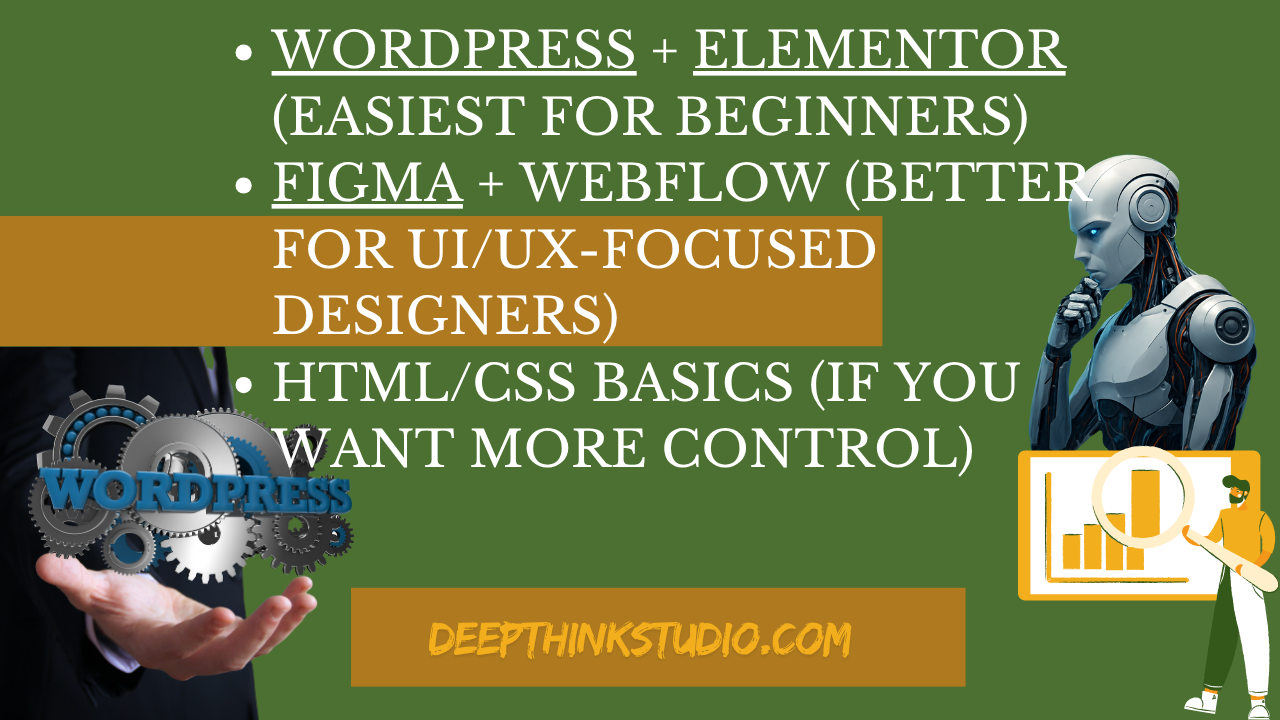 • WORDPRESS + ELEMENTOR
(EASIEST FOR BEGINNERS)
• FIGMA + WEBFLOW (BETTER
FOR UI/UX-FOCUSED
DESIGNERS)
• HTML/CSS BASICS (IF YOU
WANT MORE CONTROL)
WORDPRESS
DEEPTHINKSTUDIO.COM